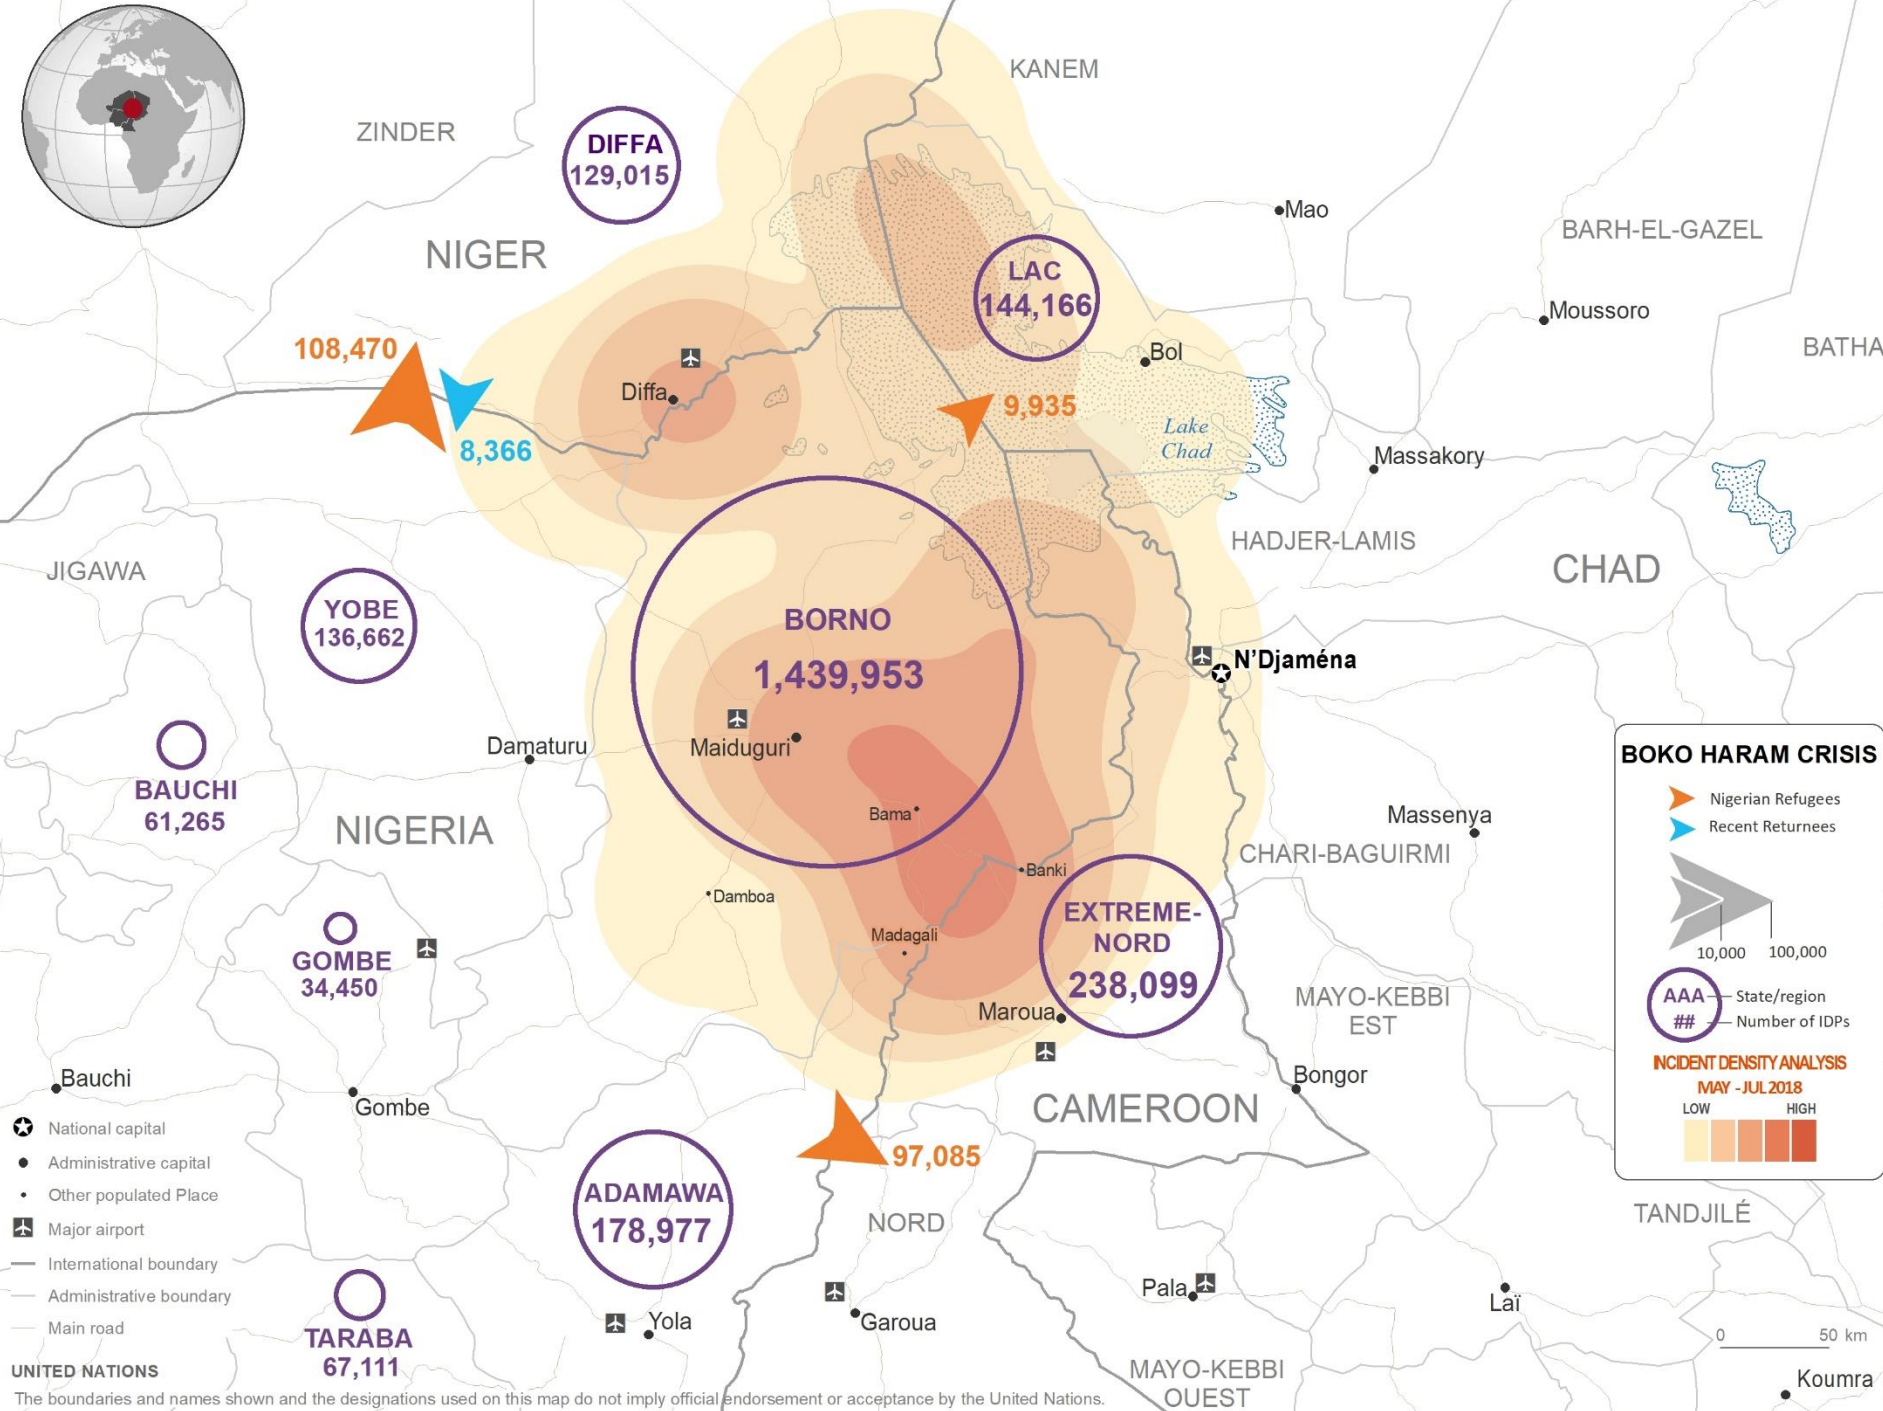 KANEM
ZINDER
DIFFA
129,015
Mao
BARH-EL-GAZEL
NIGER
LAC
144,166
Moussoro
BATHA
108,470
Bol
Diffa
9,935
8,366
Lake
Chad
Massakory
HADJER-LAMIS
CHAD
JIGAWA
YOBE
136,662
BORNO
1,439,953
N'Djaména
Maiduguri
Damaturu
BAUCHI
61,265
NIGERIA
Bama
Massenya
CHARI-BAGUIRMI
Banki
Damboa
EXTREME-
NORD
238,099
Madagali
GOMBE
34,450
Maroua
MAYO-KEBBI
EST
Bauchi
Gombe
Bongor
CAMEROON
97,085
ADAMAWA
178,977
NORD
TANDJILÉ
Pala
Laï
Garoua
Yola
TARABA
67,111
MAYO-KEBBI
OUEST
Koumra
0 50 km
BOKO HARAM CRISIS
Nigerian Refugees
Recent Returnees
10,000 100,000
AAA State/region
## Number of IDPs
INCIDENT DENSITY ANALYSIS
MAY - JUL 2018
LOW HIGH
National capital
Administrative capital
Other populated Place
Major airport
International boundary
Administrative boundary
Main road
UNITED NATIONS
The boundaries and names shown and the designations used on this map do not imply official endorsement or acceptance by the United Nations.